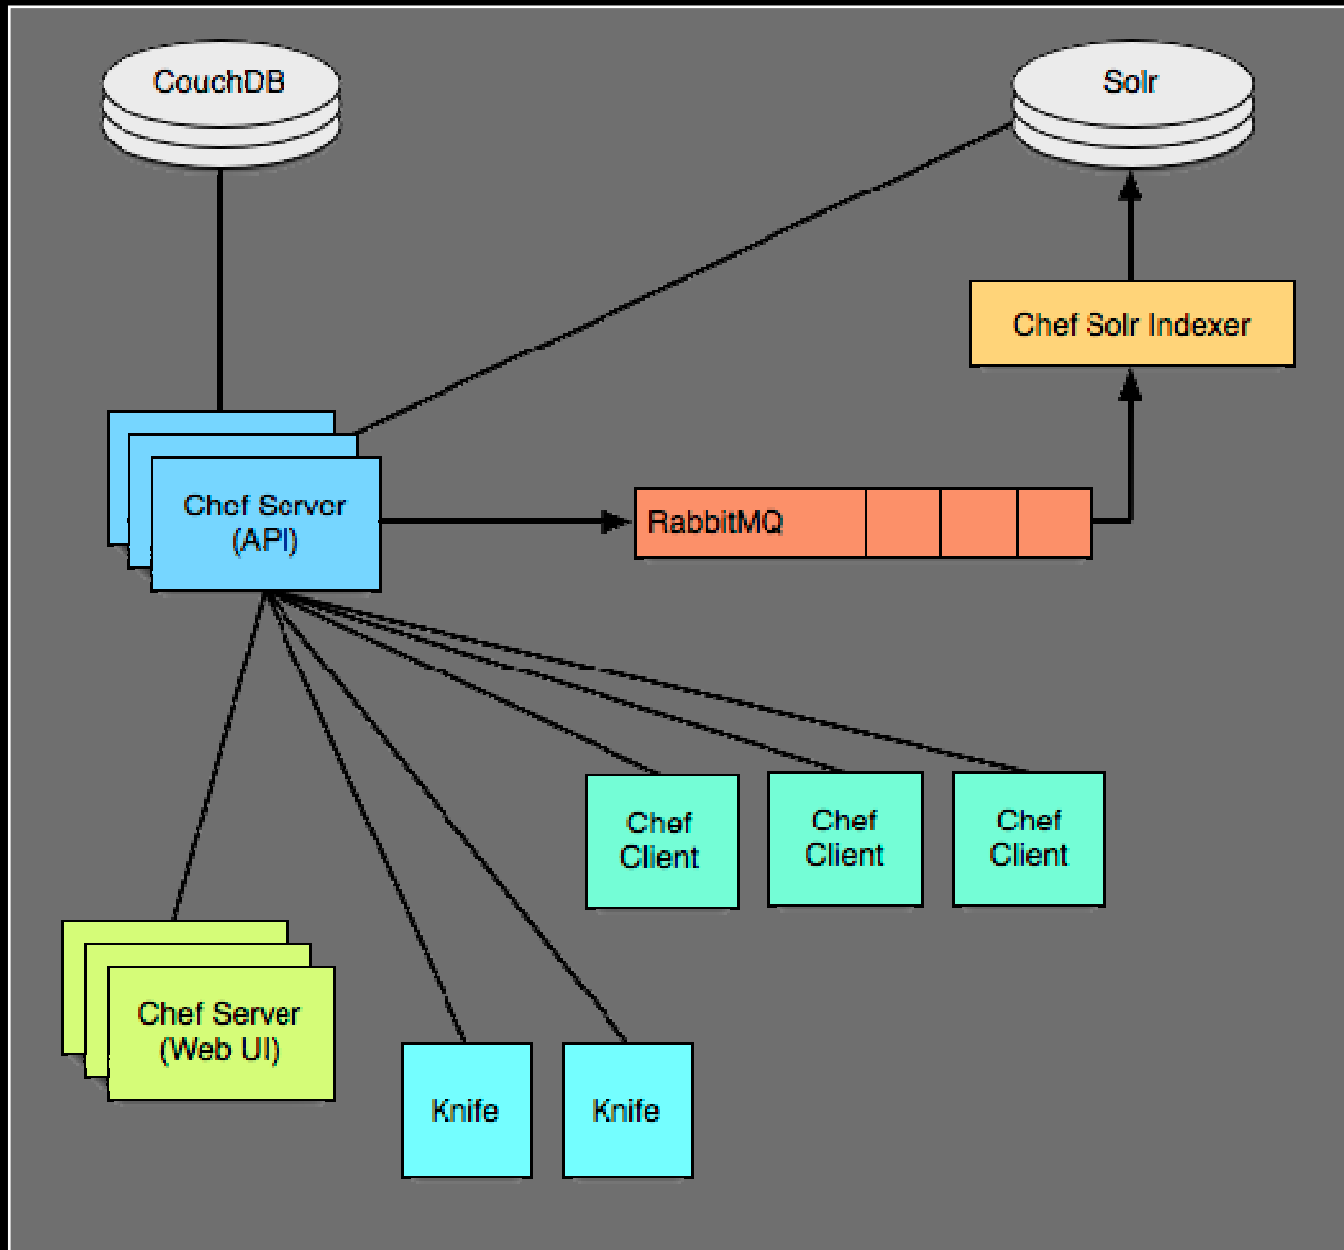 CouchDB
Solr
Chef Solr Indexer
Chef Server
(API)
RabbitMQ
Chef
Client
Chef
Client
Chef
Client
Chef Server
(Web UI)
Knife
Knife